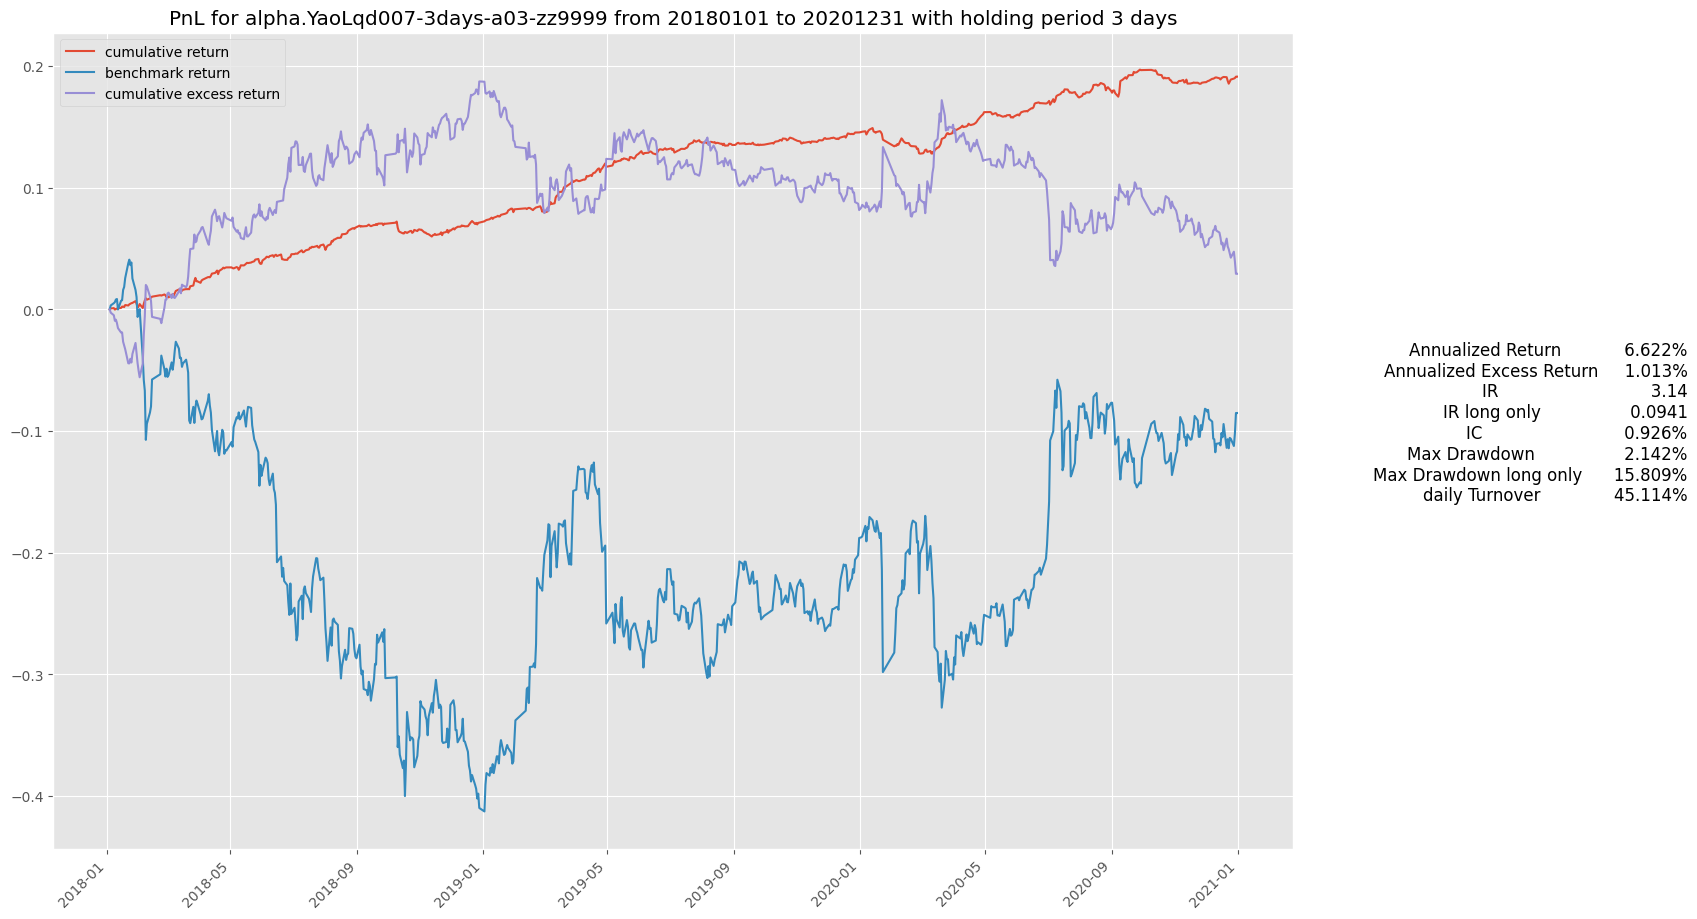 PnL for alpha.YaoLqd007-3days-a03-zz9999 from 20180101 to 20201231 with holding period 3 days
cumulative return
benchmark return
cumulative excess return
0.2
0.1
0.0
−0.1
−0.2
−0.3
−0.4
2018-01
2018-05
2018-09
2019-01
2019-05
2019-09
2020-01
2020-05
2020-09
2021-01
Annualized Return 6.622%
Annualized Excess Return 1.013%
IR 3.14
IR long only 0.0941
IC 0.926%
Max Drawdown 2.142%
Max Drawdown long only 15.809%
daily Turnover 45.114%